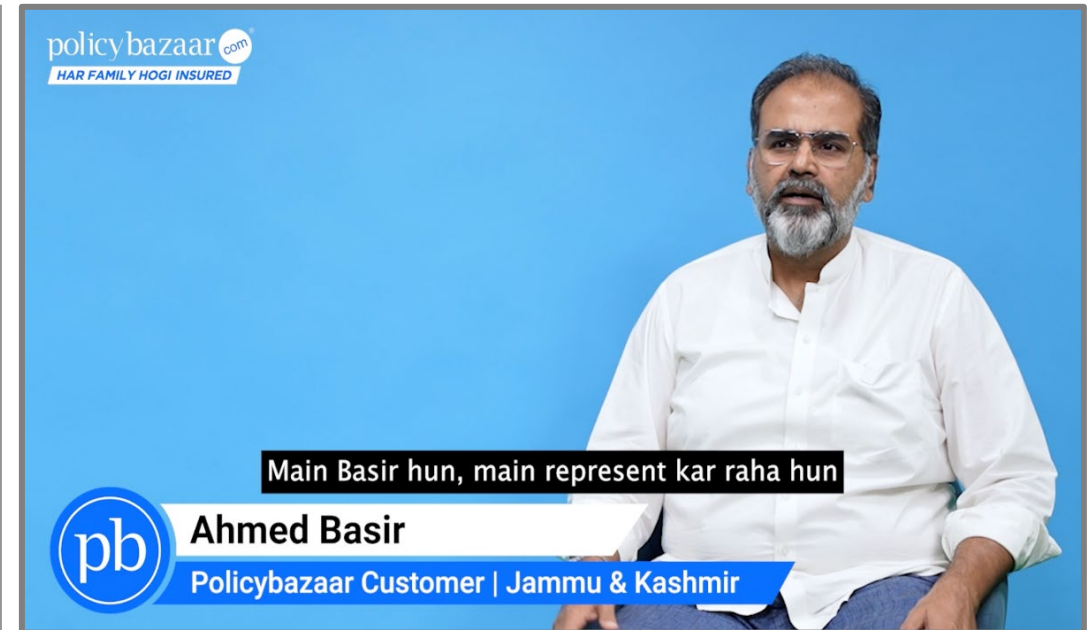 policybazaar com
HAR FAMILY HOGI INSURED
Main Basir hun, main represent kar raha hun
pb
Ahmed Basir
Policybazaar Customer | Jammu & Kashmir